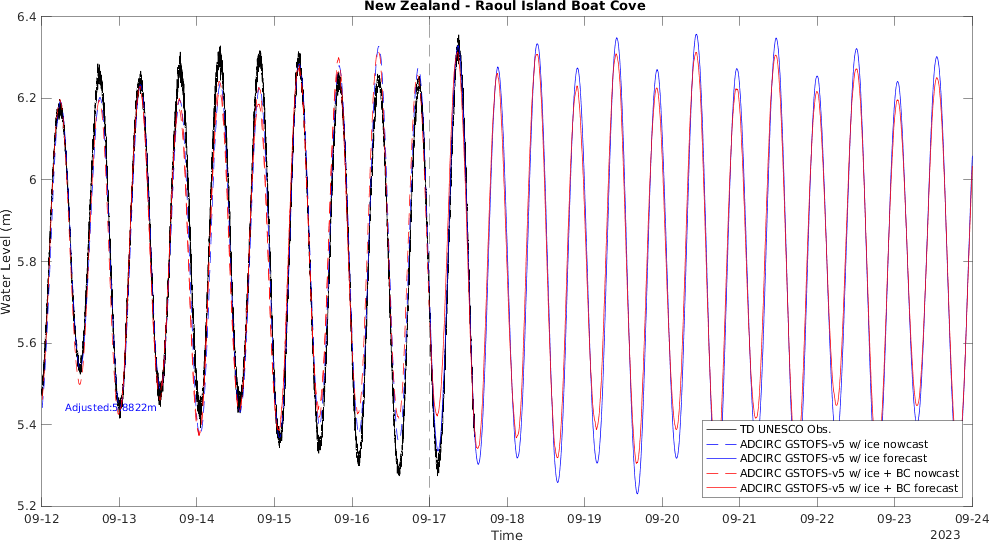 New Zealand - Raoul Island Boat Cove
6.4
6.2
6
5.8
5.6
5.4
5.2
Water Level (m)
Adjusted:5.8822m
TD UNESCO Obs.
ADCIRC GSTOFS-v5 w/ice nowcast
ADCIRC GSTOFS-v5 w/ice forecast
ADCIRC GSTOFS-v5 w/ice + BC nowcast
ADCIRC GSTOFS-v5 w/ice + BC forecast
09-12 09-13 09-14 09-15 09-16 09-17 09-18 09-19 09-20 09-21 09-22 09-23 09-24
Time
2023